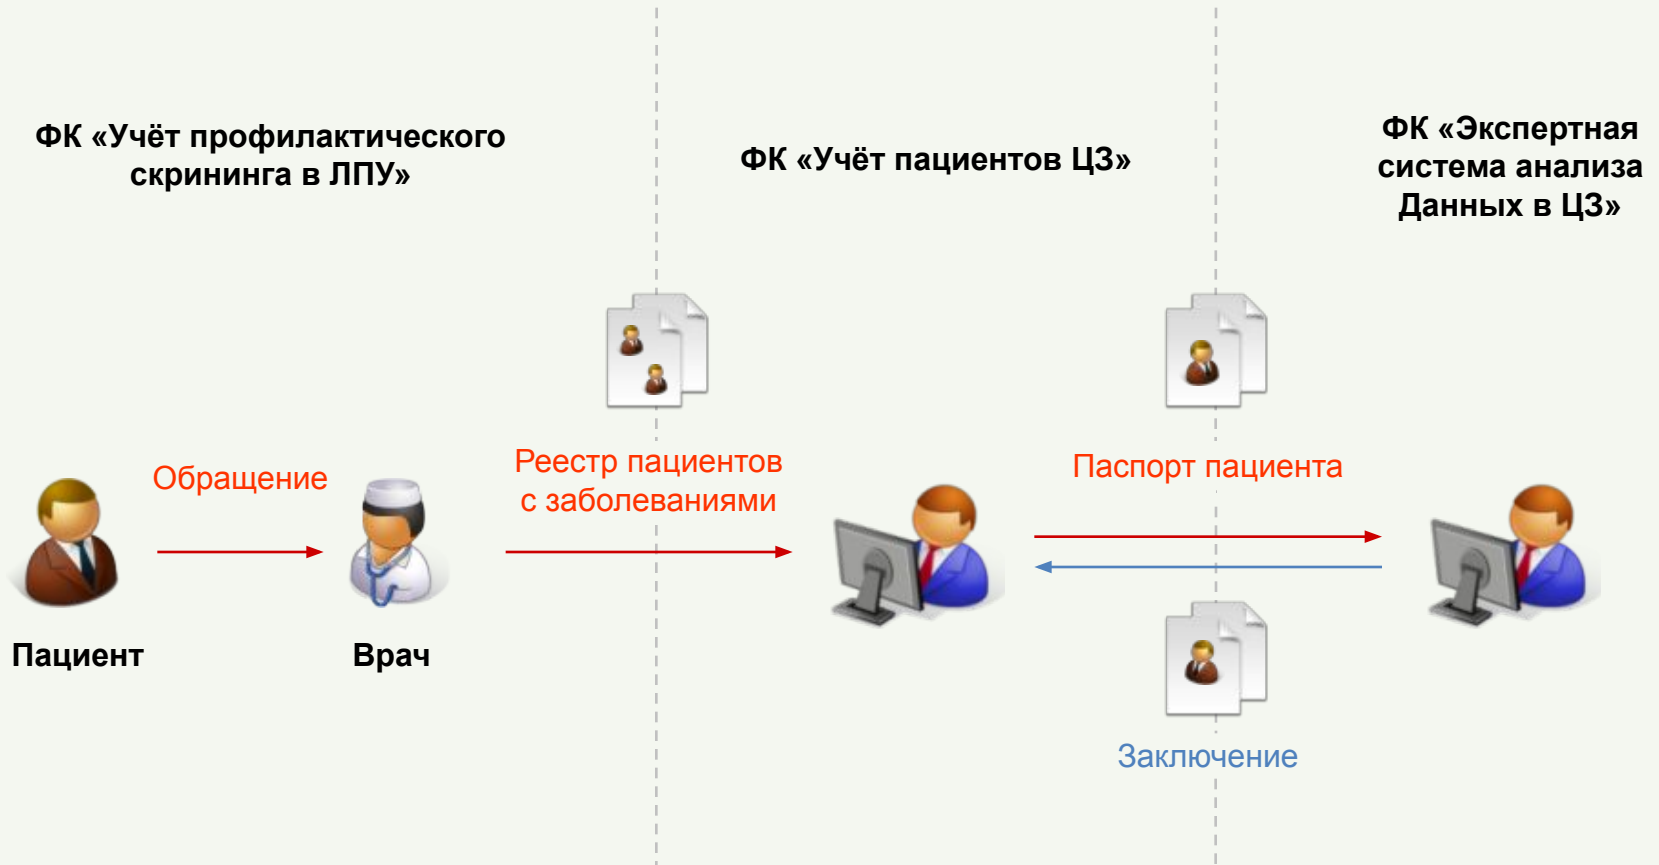 ФК «Учёт профилактического
скрининга в ЛПУ»
ФК «Учёт пациентов ЦЗ»
ФК «Экспертная
система анализа
Данных в ЦЗ»
Обращение
Реестр пациентов
с заболеваниями
Паспорт пациента
Пациент
Врач
Заключение